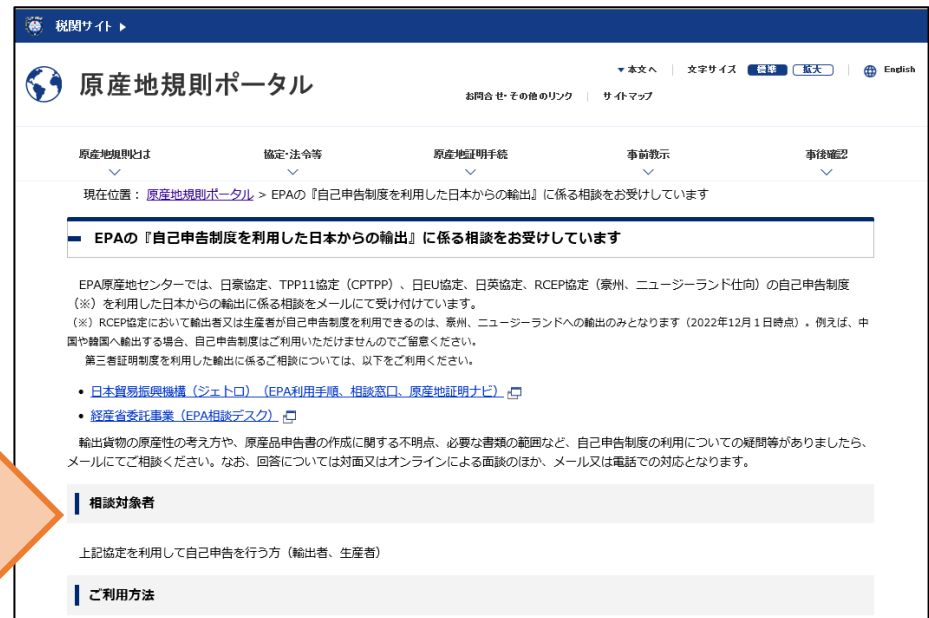 税関サイト ▶
▼本文へ 文字サイズ 標準 拡大 English
原産地規則ポータル
お問合せ・その他のリンク サイトマップ
原産地規則とは 協定・法令等 原産地証明手続 事前教示 事後確認
現在位置： 原産地規則ポータル > EPAの『自己申告制度を利用した日本からの輸出』に係る相談をお受けしています
EPAの『自己申告制度を利用した日本からの輸出』に係る相談をお受けしています
EPA原産地センターでは、日豪協定、TPP11協定（CPTPP）、日EU協定、日英協定、RCEP協定（豪州、ニュージーランド仕向）の自己申告制度
（※）を利用した日本からの輸出に係る相談をメールにて受け付けています。
（※）RCEP協定において輸出者又は生産者が自己申告制度を利用できるのは、豪州、ニュージーランドへの輸出のみとなります（2022年12月１日時点）。例えば、中
国や韓国へ輸出する場合、自己申告制度はご利用いただけませんのでご留意ください。
第三者証明制度を利用した輸出に係るご相談については、以下をご利用ください。
• 日本貿易振興機構（ジェトロ）（EPA利用手順、相談窓口、原産地証明ナビ）
• 経産省委託事業（EPA相談デスク）
輸出貨物の原産性の考え方や、原産品申告書の作成に関する不明点、必要な書類の範囲など、自己申告制度の利用についての疑問等がありましたら、
メールにてご相談ください。なお、回答については対面又はオンラインによる面談のほか、メール又は電話での対応となります。
相談対象者
上記協定を利用して自己申告を行う方（輸出者、生産者）
ご利用方法